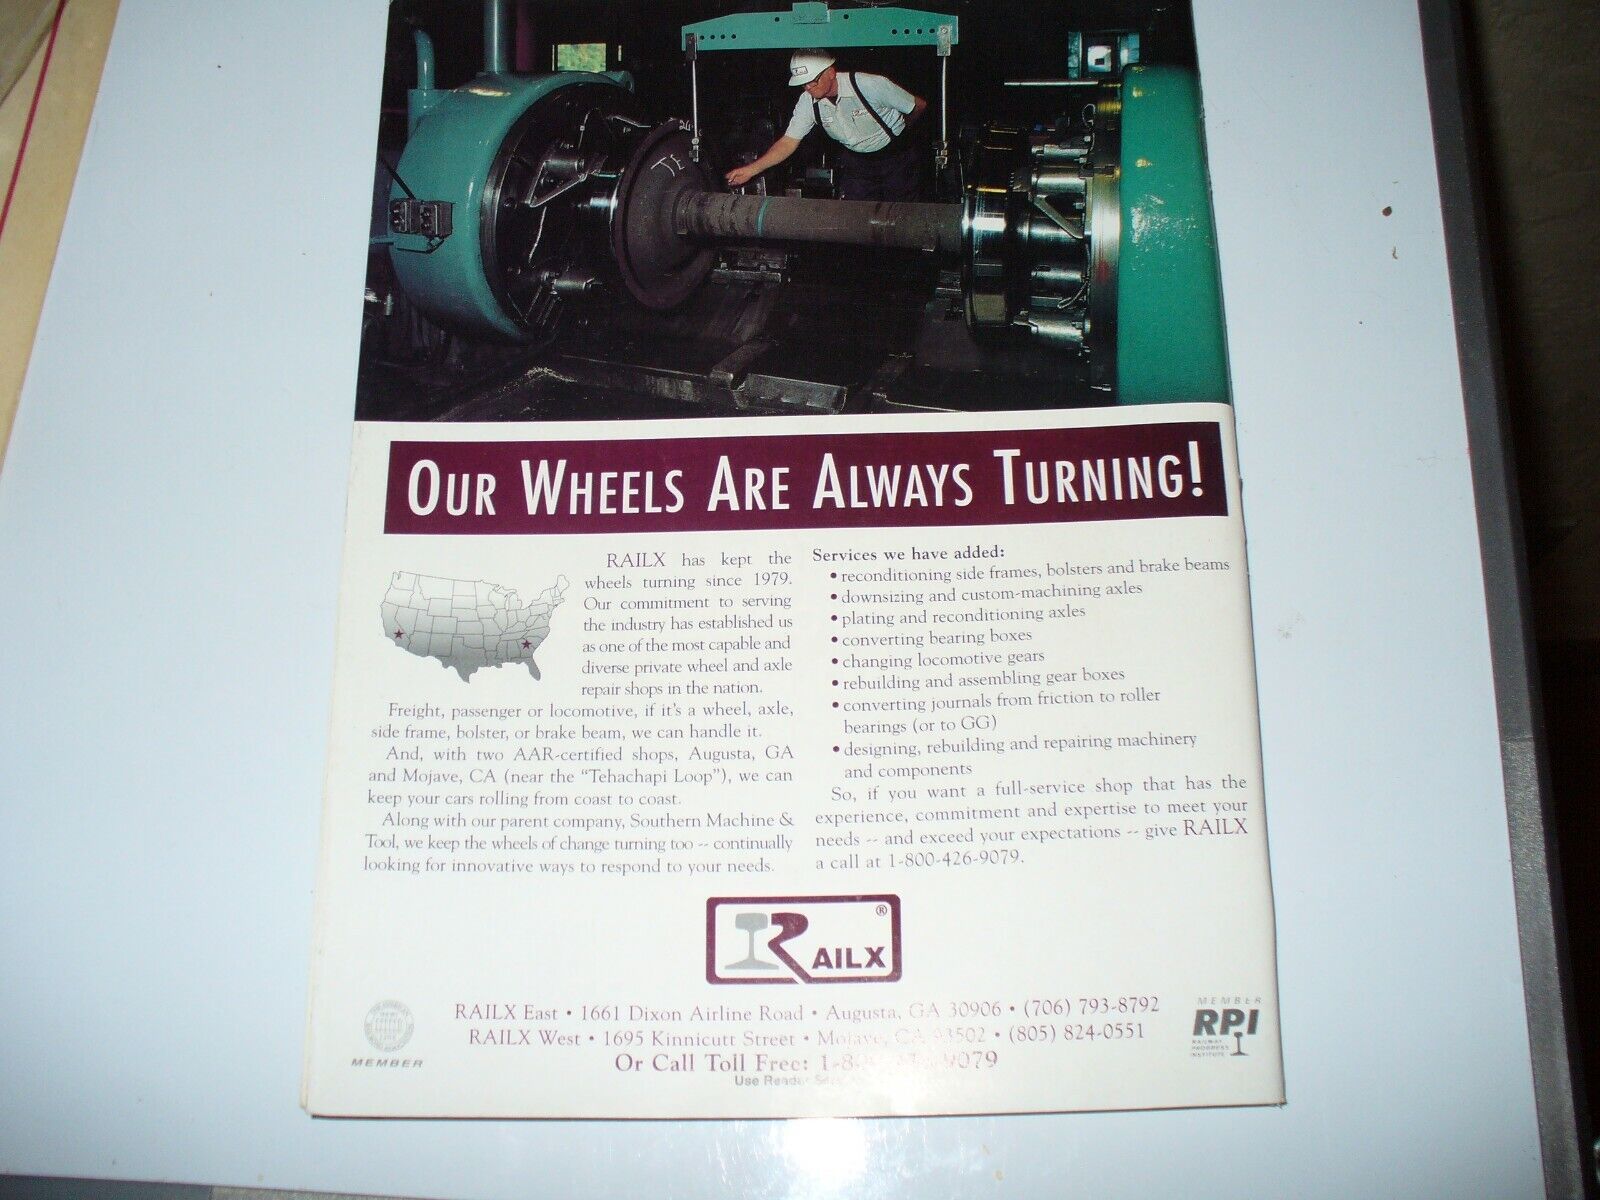 JE
OUR WHEELS ARE ALWAYS TURNING!
RAILX has kept the
wheels turning since 1979.
Our commitment to serving
the industry has established us
as one of the most capable and
diverse private wheel and axle
repair shops in the nation.
Freight, passenger or locomotive, if it's a wheel, axle,
side frame, bolster, or brake beam, we can handle it.
And, with two AAR-certified shops, Augusta, GA
and Mojave, CA (near the "Tehachapi Loop"), we can
keep your cars rolling from coast to coast.
Along with our parent company, Southern Machine &
Tool, we keep the wheels of change turning too -- continually
looking for innovative ways to respond to your needs.
Services we have added:
• reconditioning side frames, bolsters and brake beams
• downsizing and custom-machining axles
• plating and reconditioning axles
• converting bearing boxes
• changing locomotive gears
• rebuilding and assembling gear boxes
• converting journals from friction to roller
bearings (or to GG)
• designing, rebuilding and repairing machinery
and components
So, if you want a full-service shop that has the
experience, commitment and expertise to meet your
needs -- and exceed your expectations -- give RAILX
a call at 1-800-426-9079.
RAILX ®
RAILX East • 1661 Dixon Airline Road • Augusta, GA 30906 • (706) 793-8792
RAILX West • 1695 Kinnicutt Street • Mojave, CA 93502 • (805) 824-0551
Or Call Toll Free: 9079
Use Reader
MEMBER
MEMBER
RPI
RAILWAY
PROGRESS
INSTITUTE